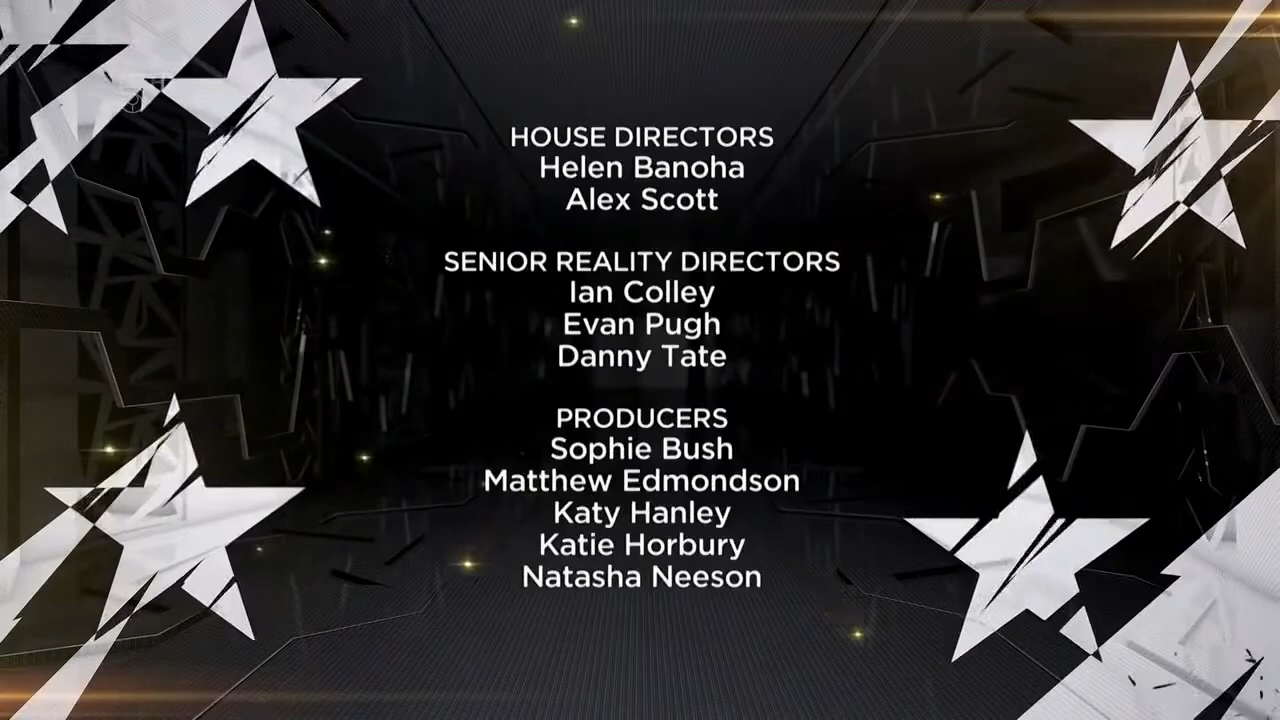 HOUSE DIRECTORS
Helen Banoha
Alex Scott
SENIOR REALITY DIRECTORS
Ian Colley
Evan Pugh
Danny Tate
PRODUCERS
Sophie Bush
Matthew Edmondson
Katy Hanley
Katie Horbury
Natasha Neeson